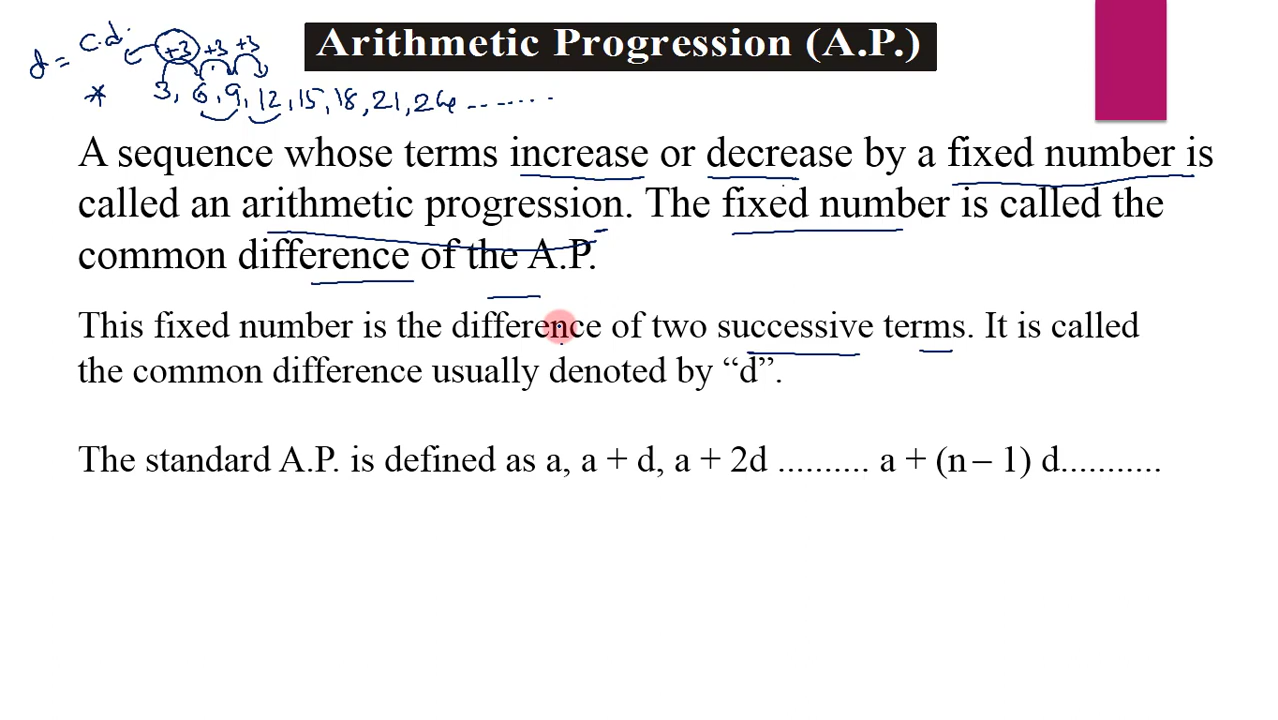 Arithmetic Progression (A.P.)
d = c.d. +3 +3 +3
* 3, 6, 9, 12, 15, 18, 21, 24 ........
A sequence whose terms increase or decrease by a fixed number is
called an arithmetic progression. The fixed number is called the
common difference of the A.P.
This fixed number is the difference of two successive terms. It is called
the common difference usually denoted by “d”.
The standard A.P. is defined as a, a + d, a + 2d .......... a + (n – 1) d...........